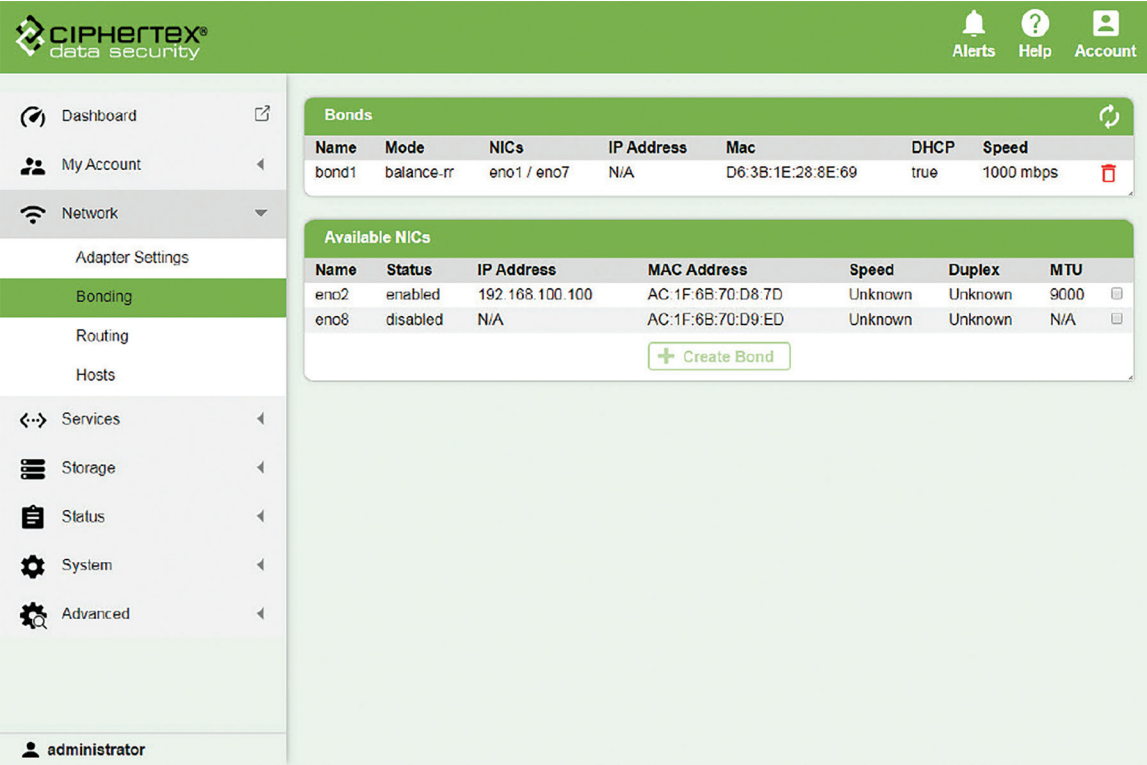 CIPHERTEX®
data security
Alerts Help Account
Dashboard
My Account
Network
Adapter Settings
Bonding
Routing
Hosts
Services
Storage
Status
System
Advanced
administrator
Bonds
Name Mode NICs IP Address Mac DHCP Speed
bond1 balance-rr eno1 / eno7 N/A D6:3B:1E:28:8E:69 true 1000 mbps
Available NICs
Name Status IP Address MAC Address Speed Duplex MTU
eno2 enabled 192.168.100.100 AC:1F:6B:70:D8:7D Unknown Unknown 9000
eno8 disabled N/A AC:1F:6B:70:D9:ED Unknown Unknown N/A
+ Create Bond